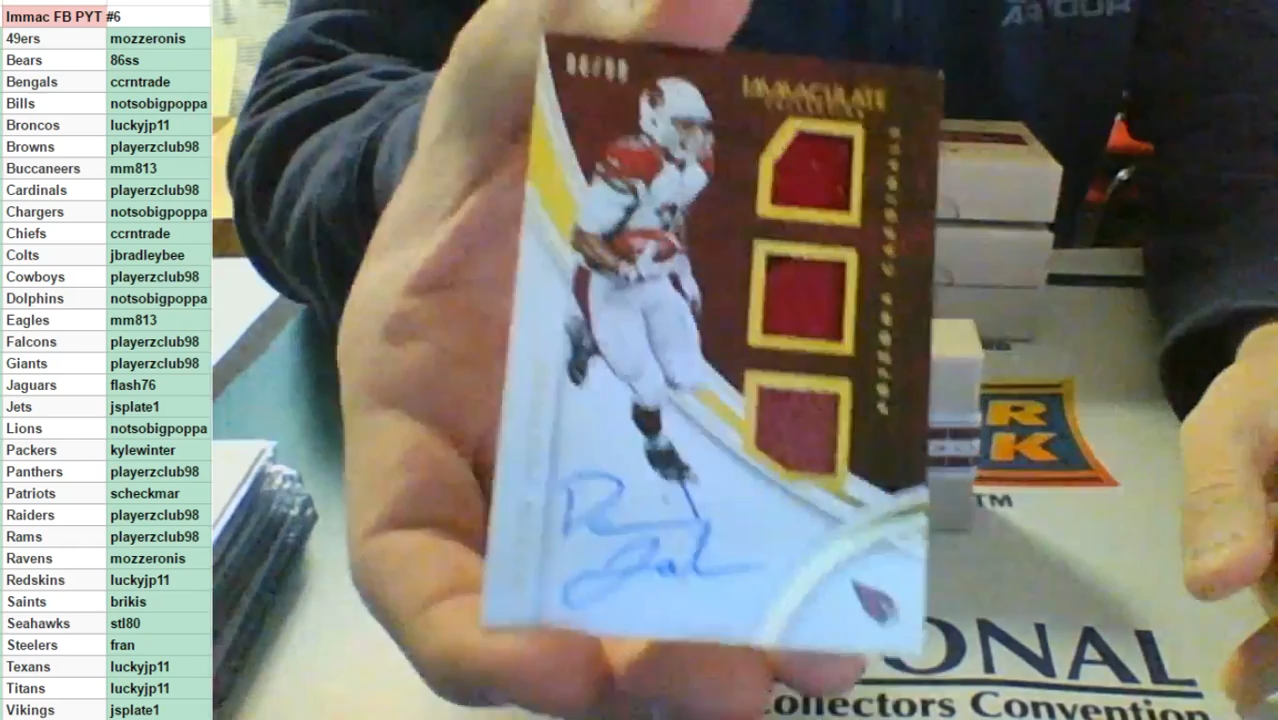 Immac FB PYT #6
49ers mozzeronis
Bears 86ss
Bengals ccrntrade
Bills notsobigpoppa
Broncos luckyjp11
Browns playerzclub98
Buccaneers mm813
Cardinals playerzclub98
Chargers notsobigpoppa
Chiefs ccrntrade
Colts jbradleybee
Cowboys playerzclub98
Dolphins notsobigpoppa
Eagles mm813
Falcons playerzclub98
Giants playerzclub98
Jaguars flash76
Jets jsplate1
Lions notsobigpoppa
Packers kylewinter
Panthers playerzclub98
Patriots scheckmar
Raiders playerzclub98
Rams playerzclub98
Ravens mozzeronis
Redskins luckyjp11
Saints brikis
Seahawks stl80
Steelers fran
Texans luckyjp11
Titans luckyjp11
Vikings jsplate1
IMMACULATE
COLLECTION
R
K
TM
ONAL
ollectors Convention